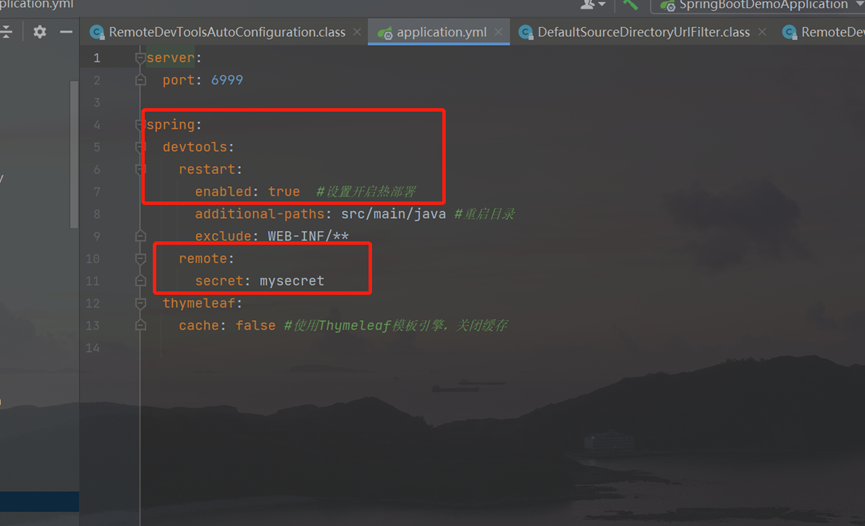 plication.yml
SpringBootDemoApplication
RemoteDevToolsAutoConfiguration.class
application.yml
DefaultSourceDirectoryUrlFilter.class
RemoteDev
1 server:
2   port: 6999
3
4 spring:
5   devtools:
6     restart:
7       enabled: true  #设置开启热部署
8       additional-paths: src/main/java #重启目录
9       exclude: WEB-INF/**
10     remote:
11       secret: mysecret
12   thymeleaf:
13     cache: false #使用Thymeleaf模板引擎，关闭缓存
14